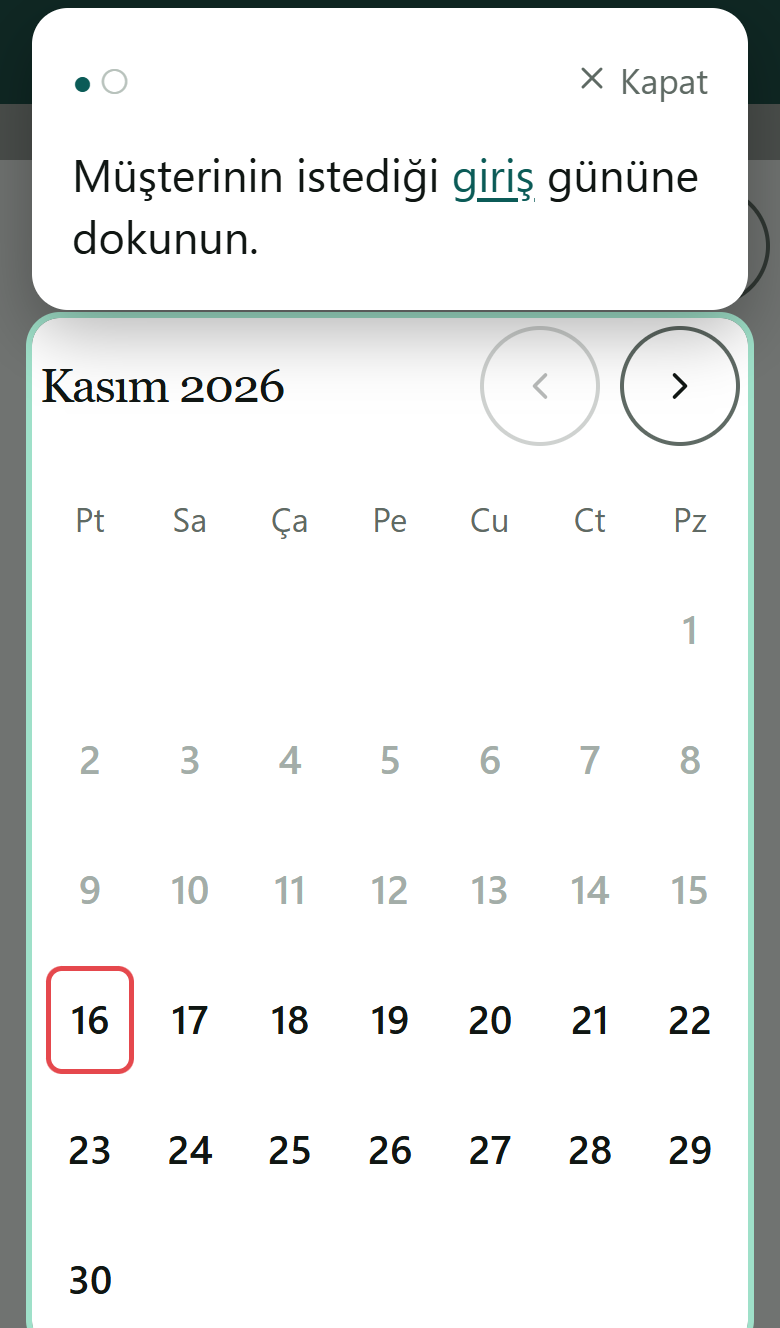 Kapat
Müşterinin istediği giriş gününe
dokunun.
Kasım 2026
Pt Sa Ça Pe Cu Ct Pz
1
2 3 4 5 6 7 8
9 10 11 12 13 14 15
16 17 18 19 20 21 22
23 24 25 26 27 28 29
30